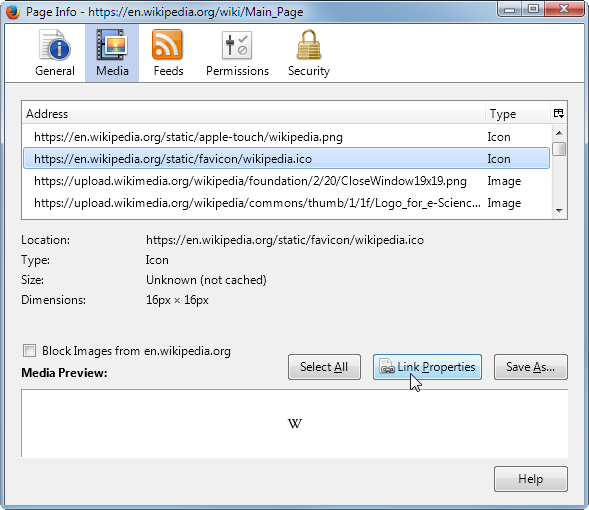 Page Info - https://en.wikipedia.org/wiki/Main_Page
General Media Feeds Permissions Security
Address Type
https://en.wikipedia.org/static/apple-touch/wikipedia.png Icon
https://en.wikipedia.org/static/favicon/wikipedia.ico Icon
https://upload.wikimedia.org/wikipedia/foundation/2/20/CloseWindow19x19.png Image
https://upload.wikimedia.org/wikipedia/commons/thumb/1/1f/Logo_for_e-Scienc... Image
Location: https://en.wikipedia.org/static/favicon/wikipedia.ico
Type: Icon
Size: Unknown (not cached)
Dimensions: 16px × 16px
Block Images from en.wikipedia.org
Select All Link Properties Save As...
Media Preview:
W
Help